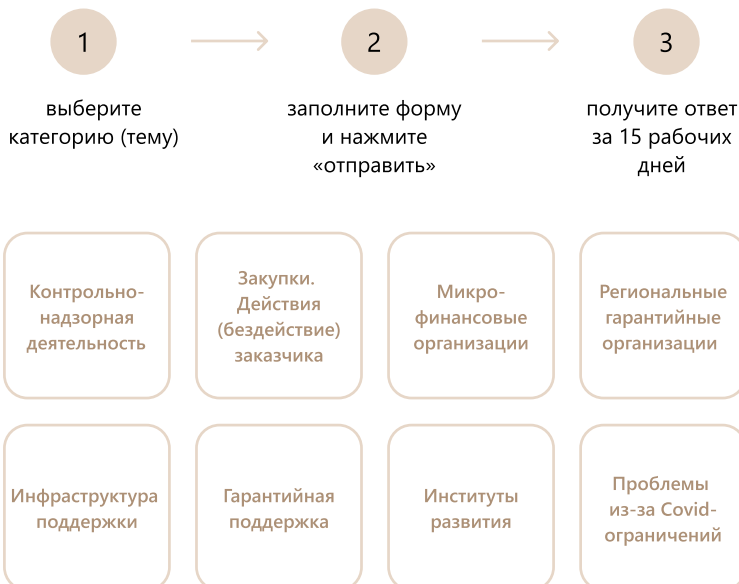 1
2
3
выберите
категорию (тему)
заполните форму
и нажмите
«отправить»
получите ответ
за 15 рабочих
дней
Контрольно-
надзорная
деятельность
Закупки.
Действия
(бездействие)
заказчика
Микро-
финансовые
организации
Региональные
гарантийные
организации
Инфраструктура
поддержки
Гарантийная
поддержка
Институты
развития
Проблемы
из-за Covid-
ограничений